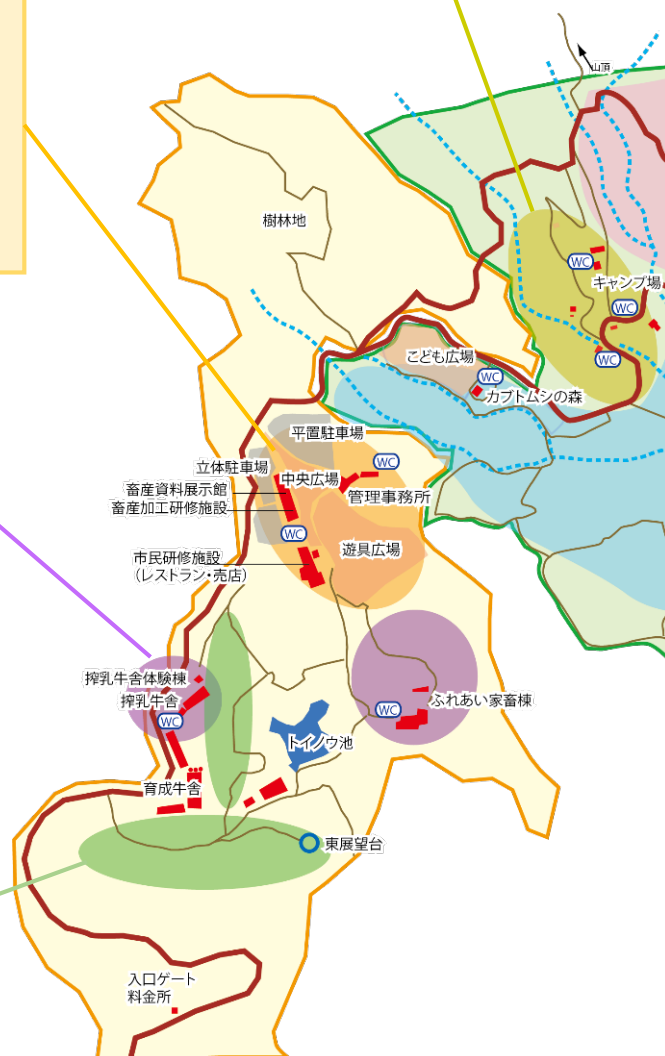 山頂
樹林地
WC
キャンプ場
WC
WC
こども広場
WC
カブトムシの森
平置駐車場
立体駐車場
中央広場
WC
畜産資料展示館
管理事務所
畜産加工研修施設
WC
遊具広場
市民研修施設
(レストラン・売店)
搾乳牛舎体験棟
搾乳牛舎
WC
ふれあい家畜棟
WC
トイノウ池
育成牛舎
東展望台
入口ゲート
料金所